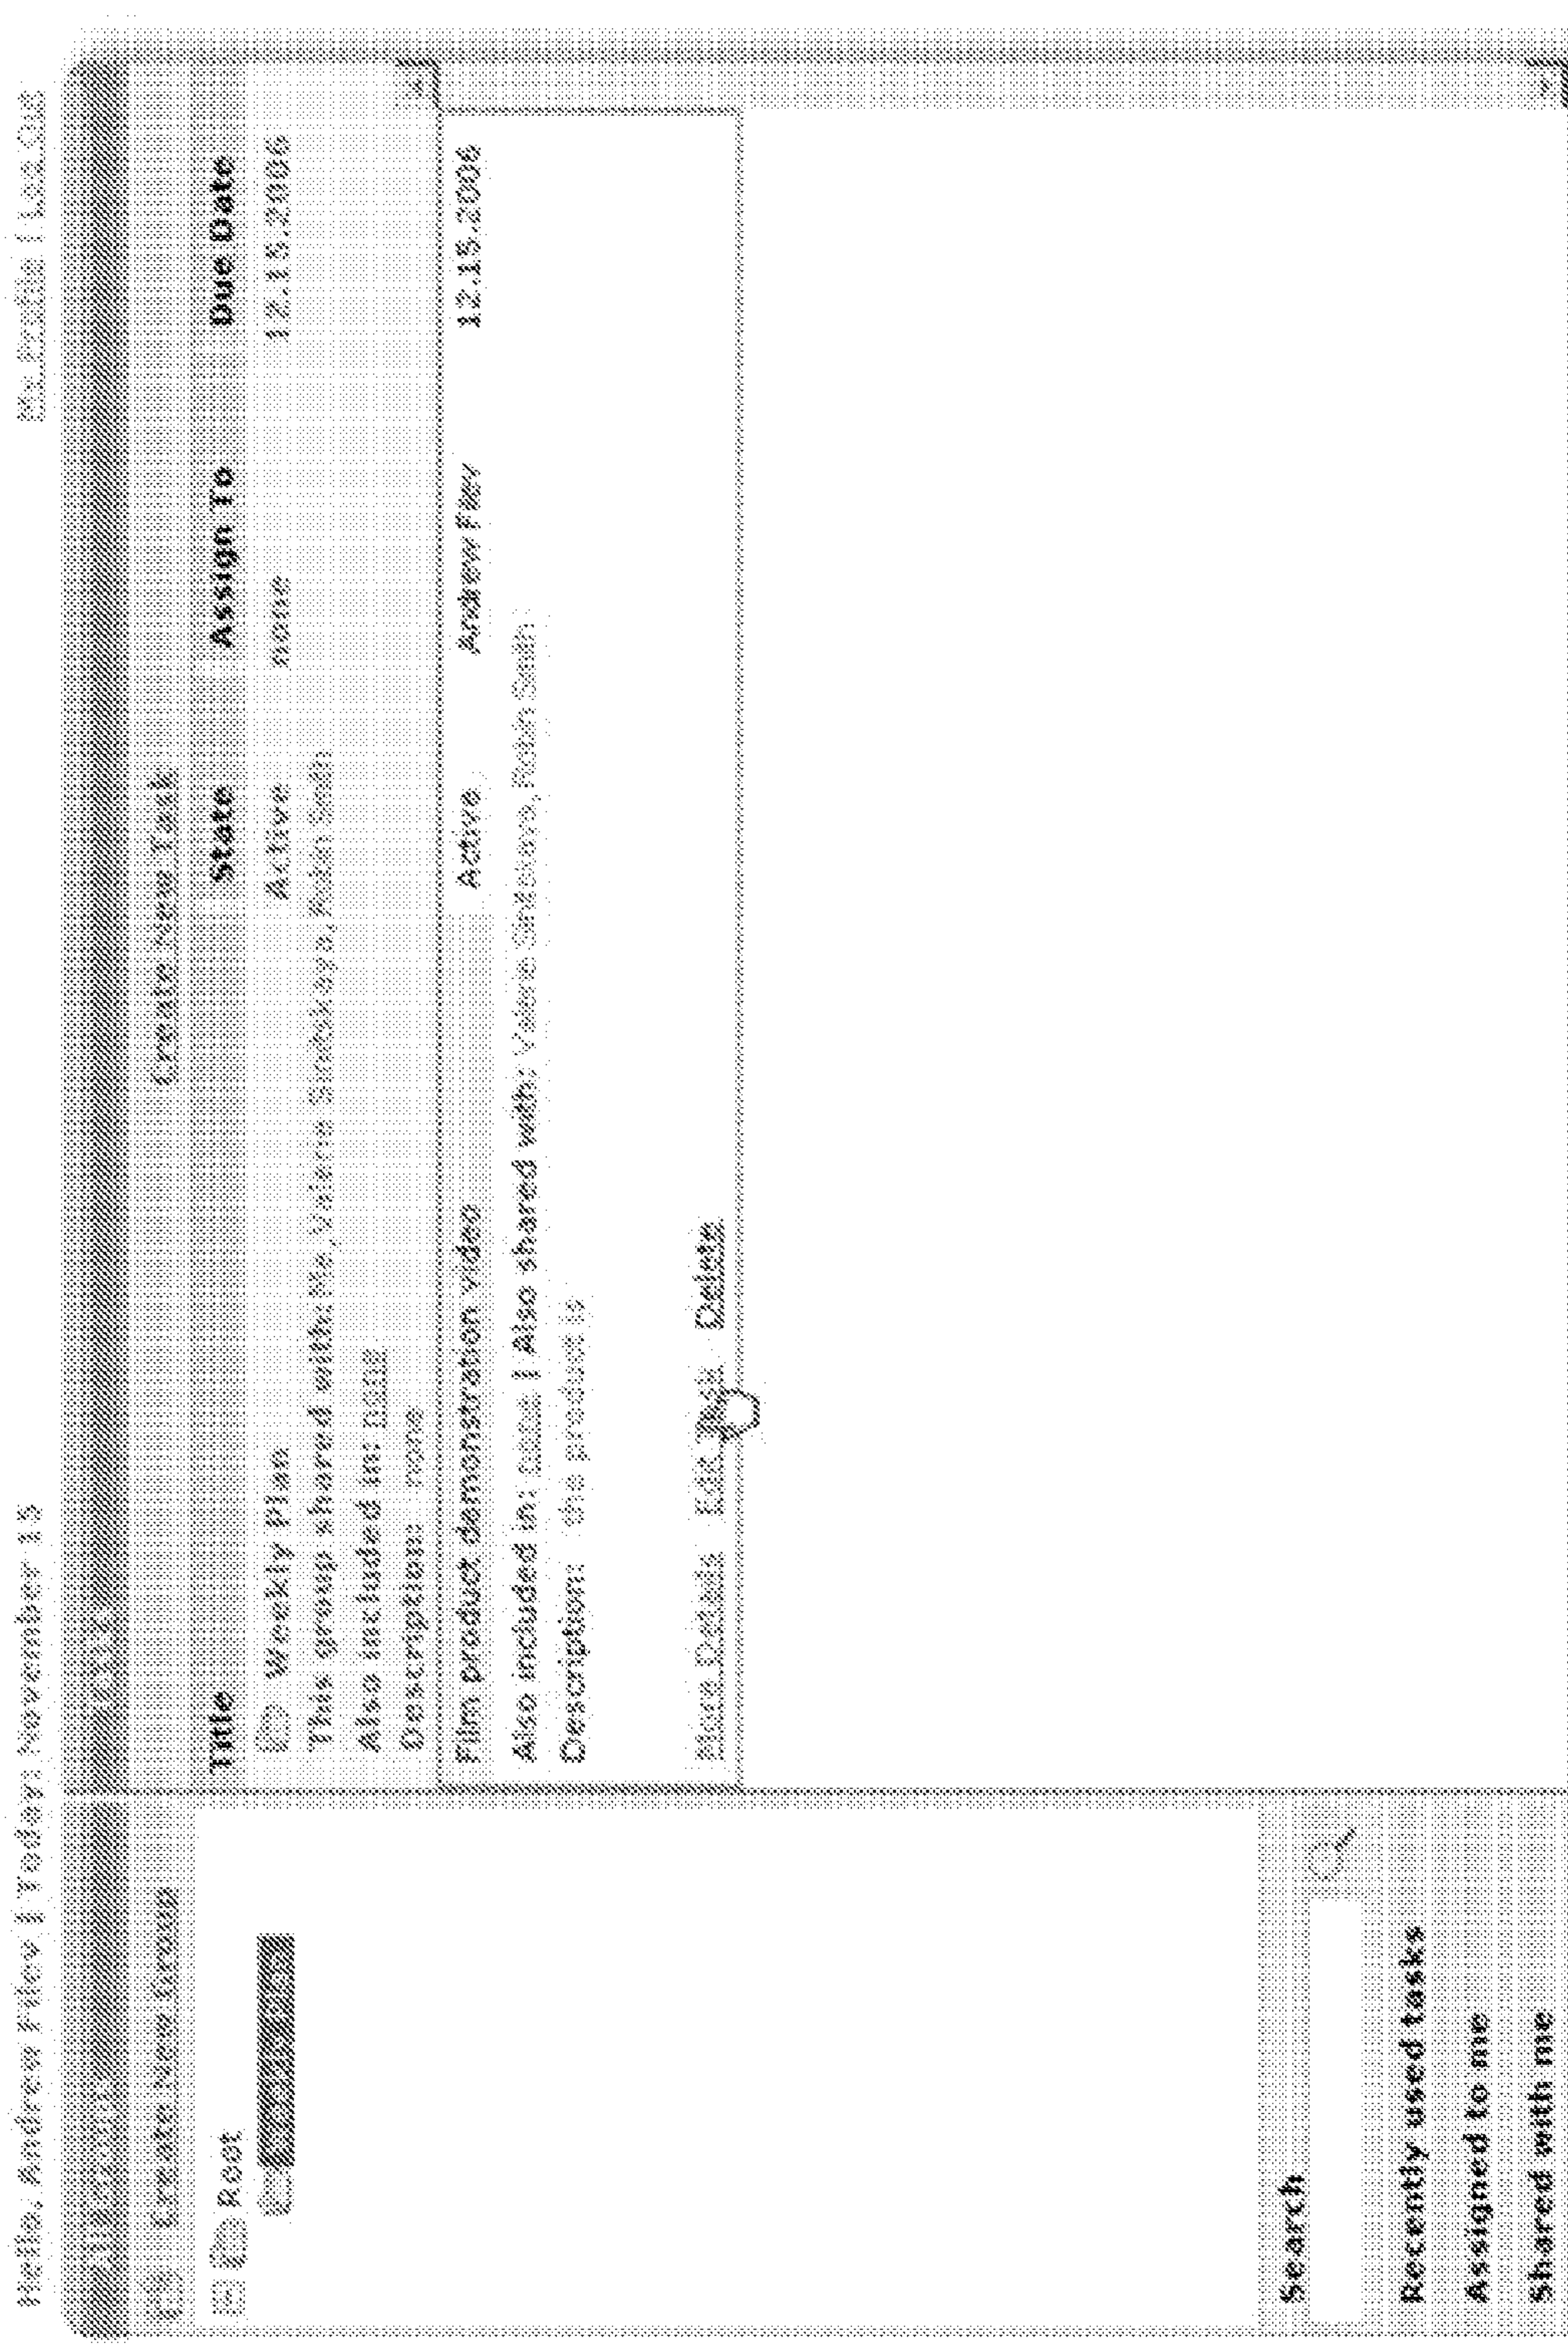 Hello, Andrew Filev | Today: November 15
My Profile | Log Out
Create New Group
Root
Search
Recently used tasks
Assigned to me
Shared with me
Create New Task
Title State Assign To Due Date
Weekly Plan Active none 12.15.2006
This group shared with: Me, Valerie Sinitskaya, Robin Smith
Also included in: none
Description: none
Film product demonstration video Active Andrew Filev 12.15.2006
Also included in: none | Also shared with: Valerie Sinitskaya, Robin Smith
Description: the product is
More Details Edit Task Delete